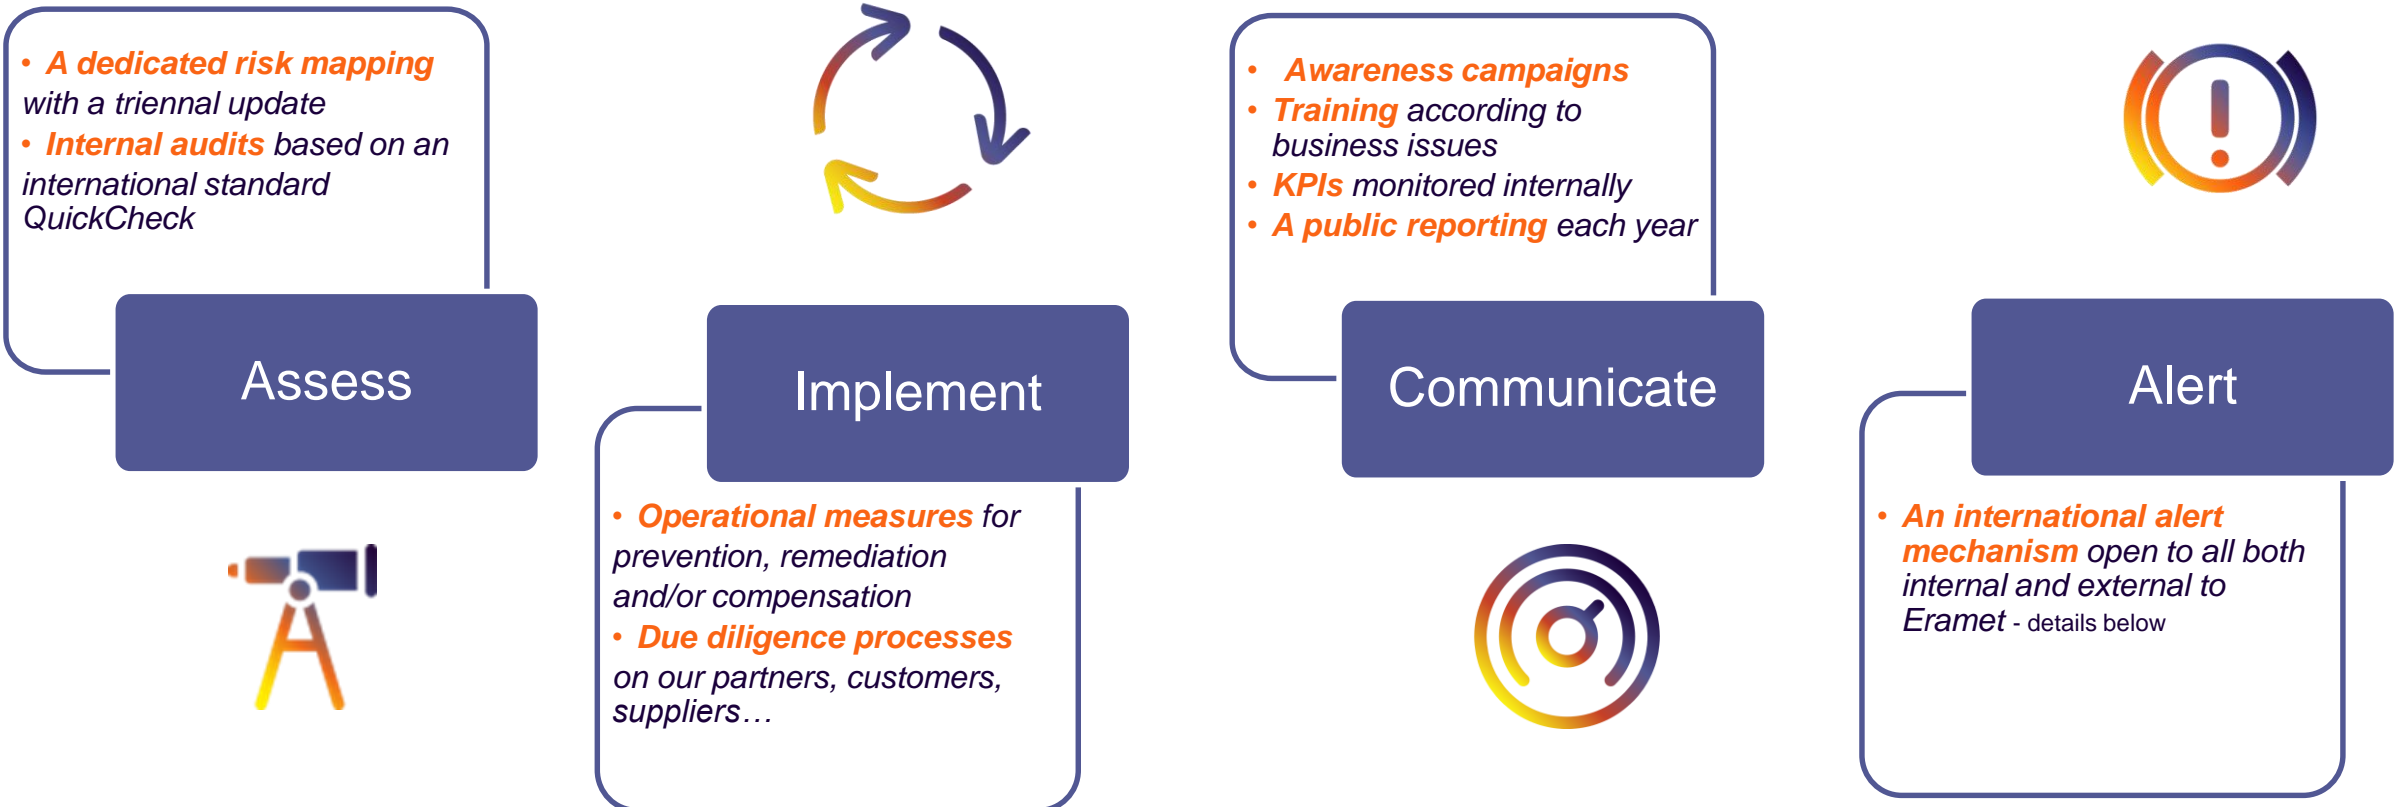 • A dedicated risk mapping
with a triennal update
• Internal audits based on an
international standard
QuickCheck
Assess
Implement
• Operational measures for
prevention, remediation
and/or compensation
• Due diligence processes
on our partners, customers,
suppliers…
• Awareness campaigns
• Training according to
business issues
• KPIs monitored internally
• A public reporting each year
Communicate
Alert
• An international alert
mechanism open to all both
internal and external to
Eramet - details below